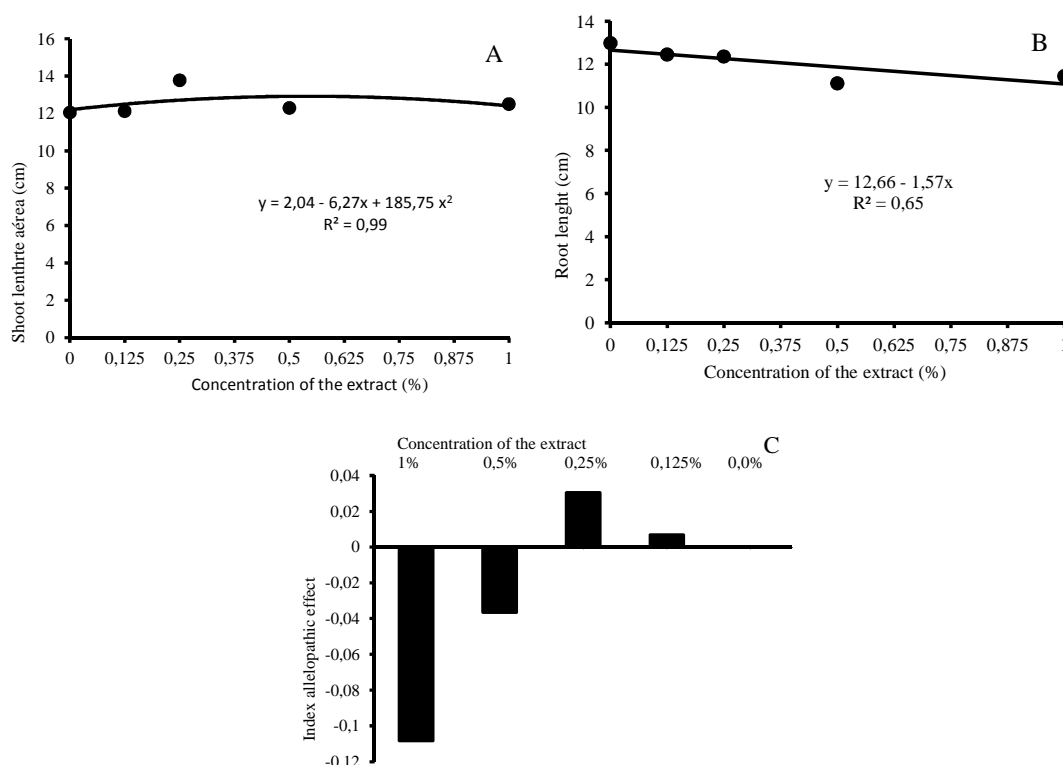 A
16
14
12
10
8
6
4
2
0
Shoot lenthrte aérea (cm)
y = 2,04 - 6,27x + 185,75 x²
R² = 0,99
0 0,125 0,25 0,375 0,5 0,625 0,75 0,875 1
Concentration of the extract (%)
B
14
12
10
8
6
4
2
0
Root lenght (cm)
y = 12,66 - 1,57x
R² = 0,65
0 0,125 0,25 0,375 0,5 0,625 0,75 0,875
Concentration of the extract (%)
C
Concentration of the extract
1% 0,5% 0,25% 0,125% 0,0%
0,04
0,02
0
-0,02
-0,04
-0,06
-0,08
-0,1
-0,12
Index allelopathic effect